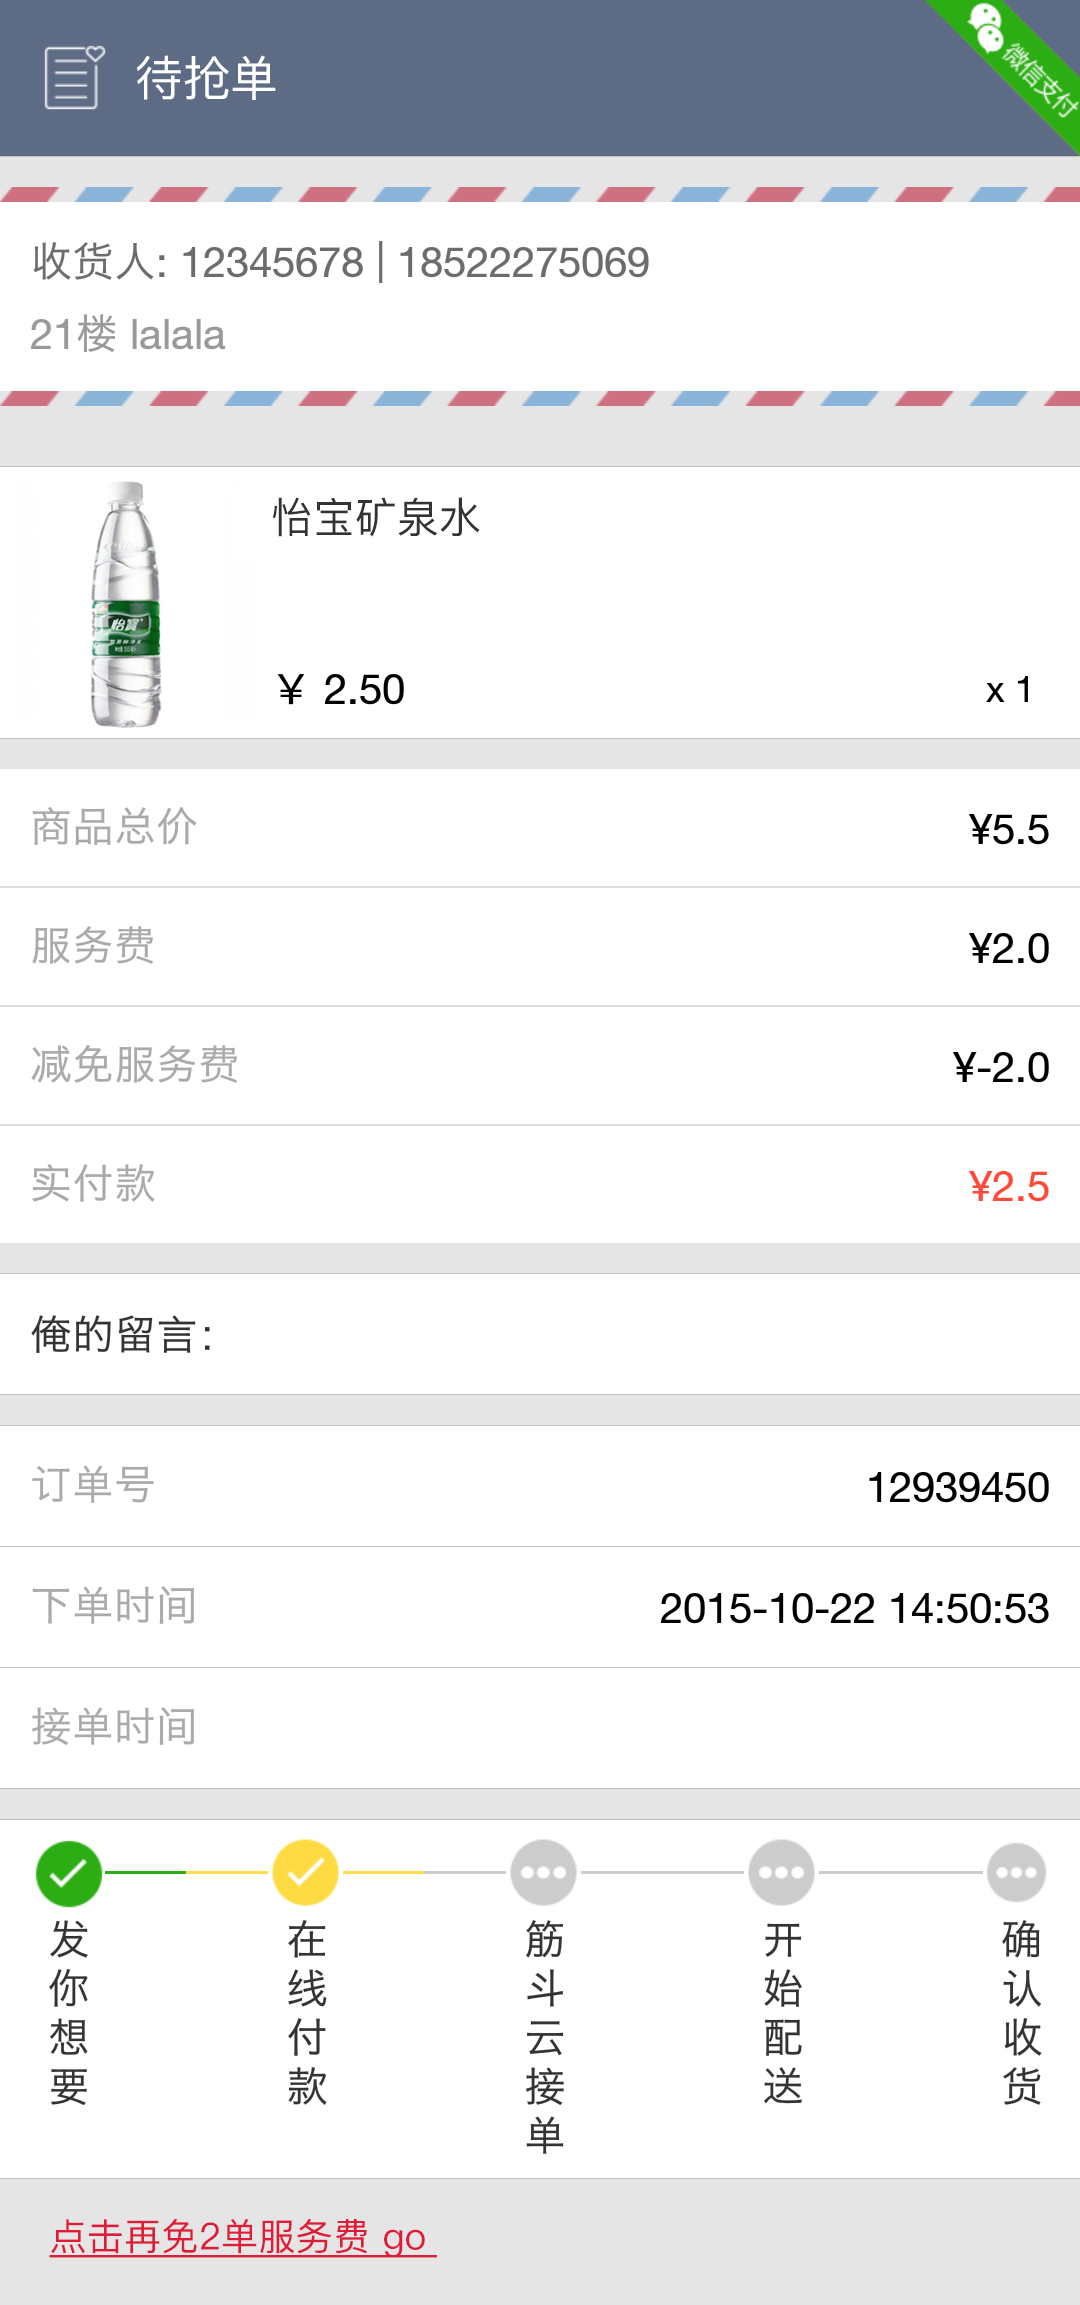 待抢单
微信支付
收货人: 12345678 | 18522275069
21楼 lalala
怡宝矿泉水
怡宝
¥ 2.50
x 1
商品总价
¥5.5
服务费
¥2.0
减免服务费
¥-2.0
实付款
¥2.5
俺的留言:
订单号
12939450
下单时间
2015-10-22 14:50:53
接单时间
发你想要
在线付款
筋斗云接单
开始配送
确认收货
点击再免2单服务费 go